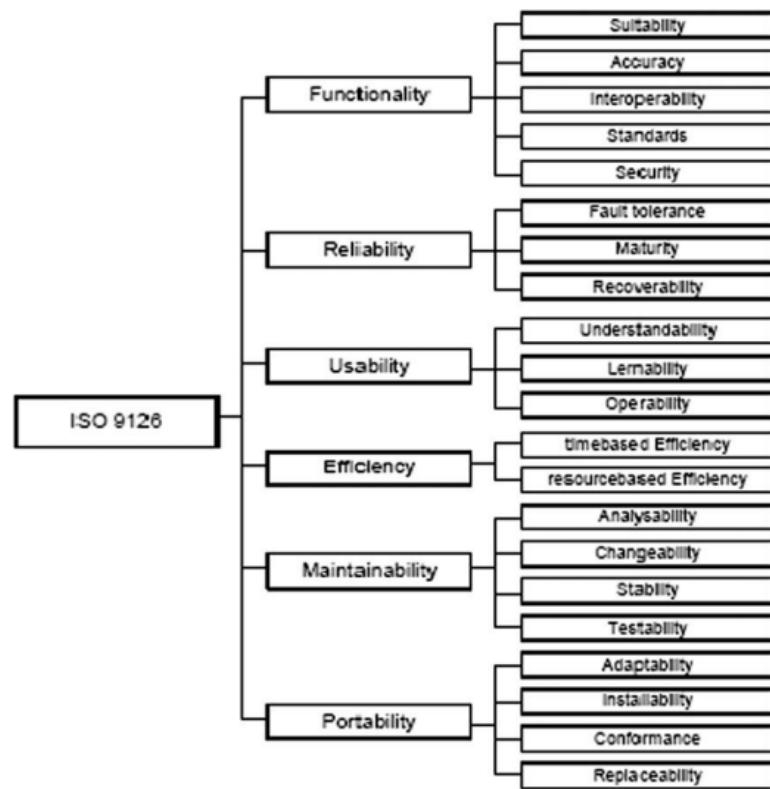 ISO 9126
Functionality
Suitability
Accuracy
Interoperability
Standards
Security
Reliability
Fault tolerance
Maturity
Recoverability
Usability
Understandability
Lernability
Operability
Efficiency
timebased Efficiency
resourcebased Efficiency
Maintainability
Analysability
Changeability
Stability
Testability
Portability
Adaptability
Installability
Conformance
Replaceability